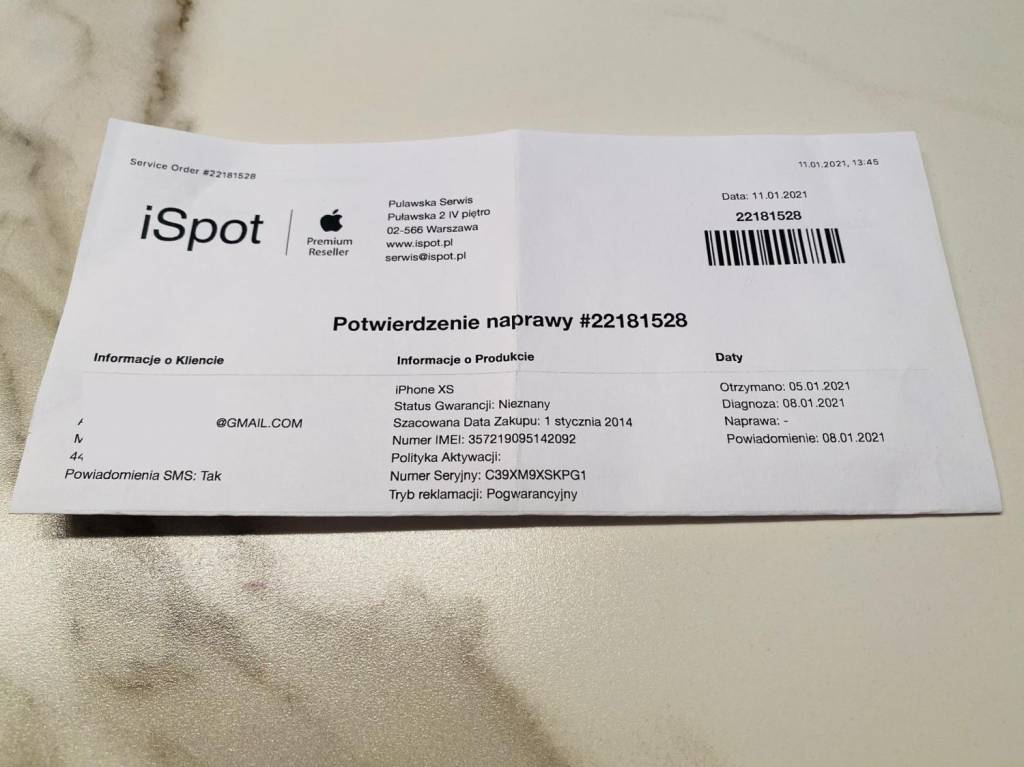 Service Order #22181528
11.01.2021, 13:45
iSpot
Premium
Reseller
Pulawska Serwis
Puławska 2 IV piętro
02-566 Warszawa
www.ispot.pl
serwis@ispot.pl
Data: 11.01.2021
22181528
Potwierdzenie naprawy #22181528
Informacje o Kliencie
@GMAIL.COM
44
Powiadomienia SMS: Tak
Informacje o Produkcie
iPhone XS
Status Gwarancji: Nieznany
Szacowana Data Zakupu: 1 stycznia 2014
Numer IMEI: 357219095142092
Polityka Aktywacji:
Numer Seryjny: C39XM9XSKPG1
Tryb reklamacji: Pogwarancyjny
Daty
Otrzymano: 05.01.2021
Diagnoza: 08.01.2021
Naprawa: -
Powiadomienie: 08.01.2021